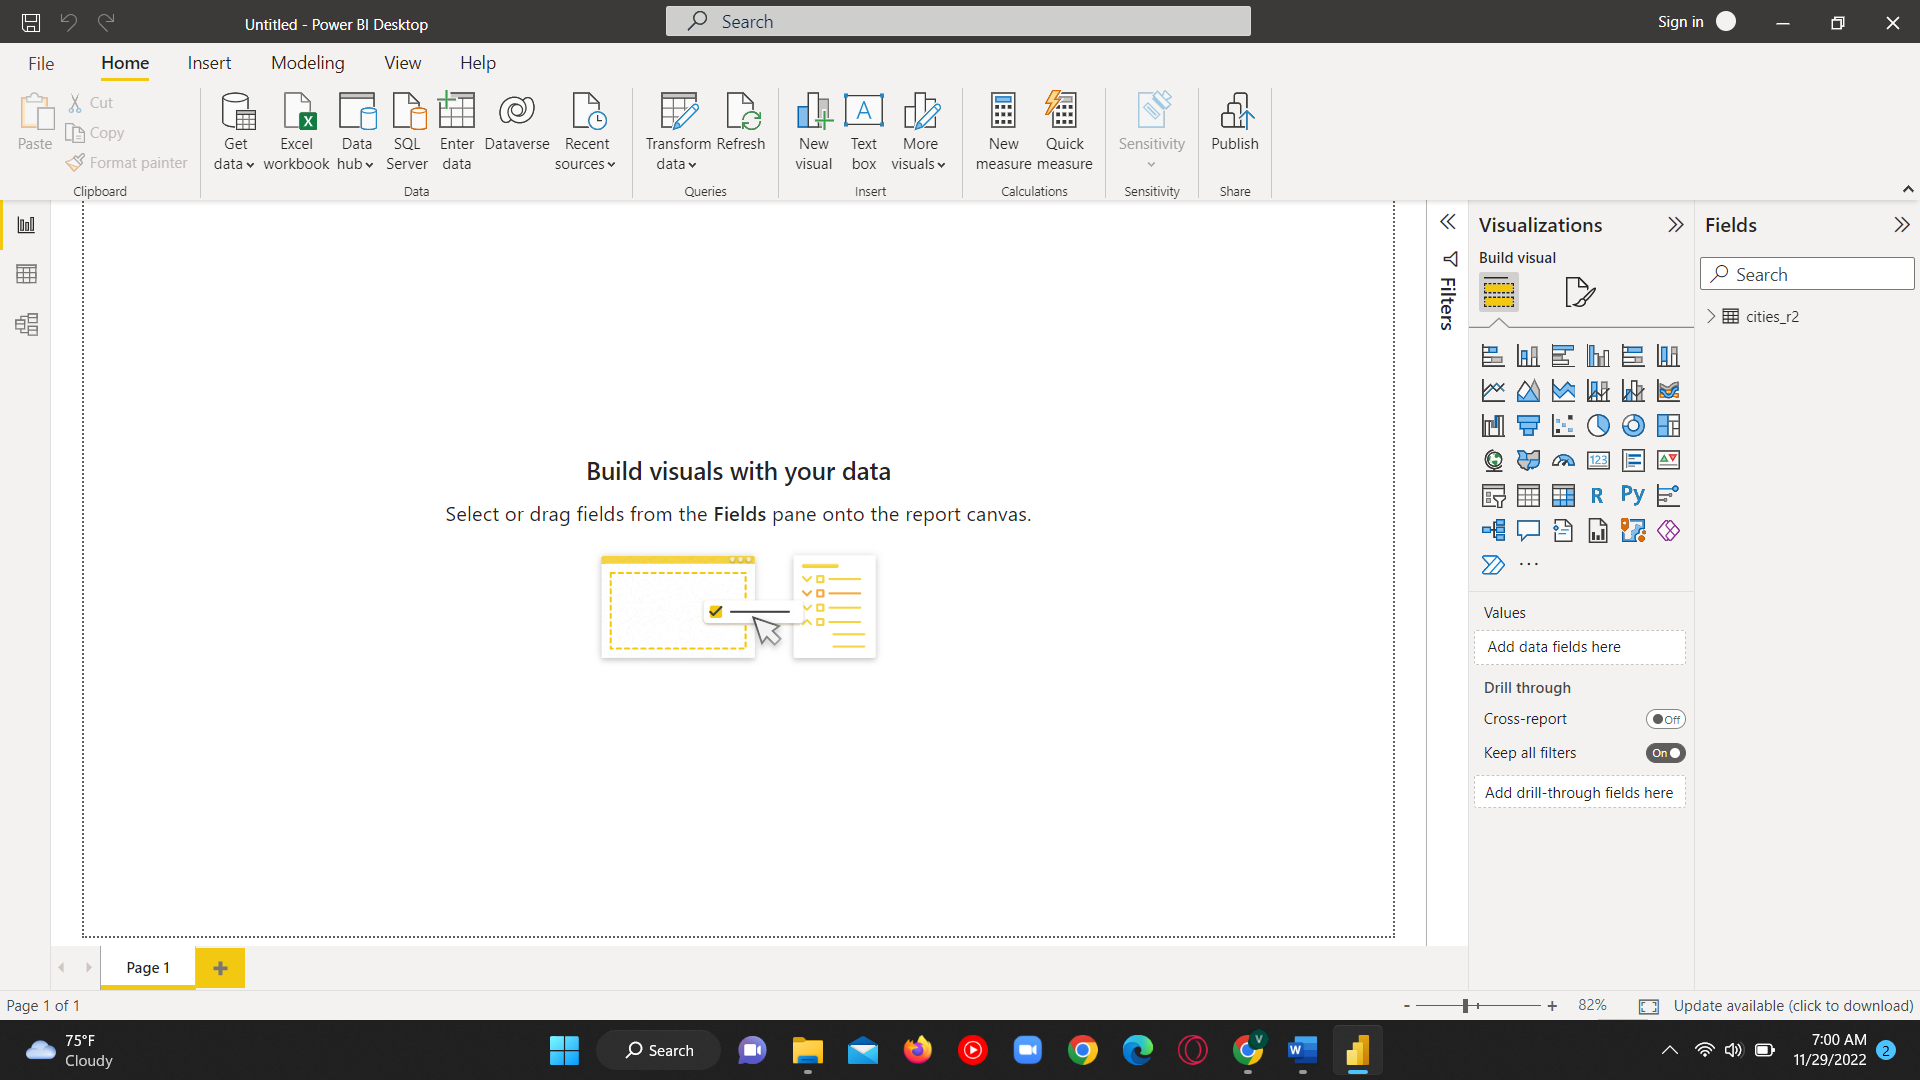 Untitled - Power BI Desktop
Search
Sign in
File
Home
Insert
Modeling
View
Help
Paste
Cut
Copy
Format painter
Clipboard
Get data
Excel workbook
Data hub
SQL Server
Enter data
Dataverse
Recent sources
Data
Transform data
Refresh
Queries
New visual
Text box
More visuals
Insert
New measure
Quick measure
Calculations
Sensitivity
Sensitivity
Publish
Share
Filters
Visualizations
Build visual
123
R
Py
Values
Add data fields here
Drill through
Cross-report
Off
Keep all filters
On
Add drill-through fields here
Fields
Search
cities_r2
Build visuals with your data
Select or drag fields from the Fields pane onto the report canvas.
Page 1
Page 1 of 1
82%
Update available (click to download)
75°F
Cloudy
Search
V
7:00 AM
11/29/2022
2